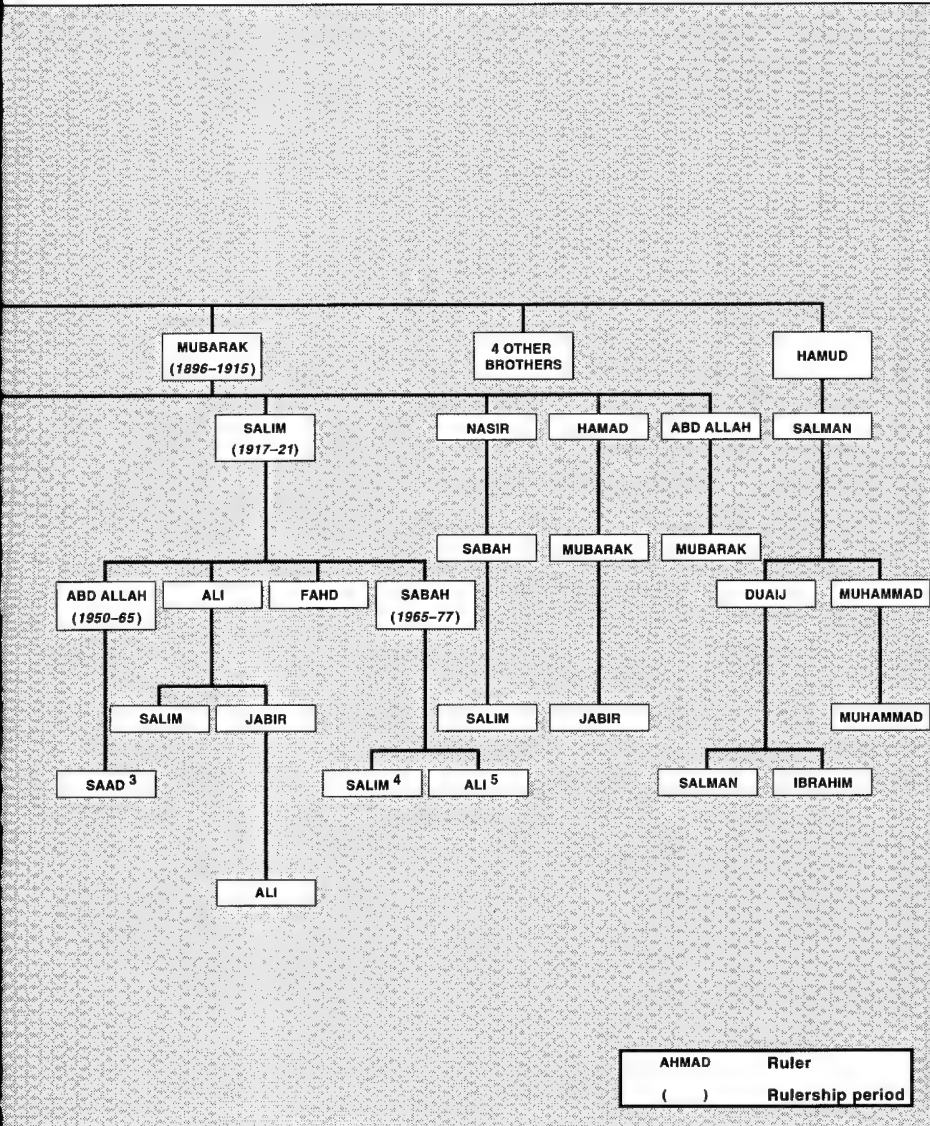 MUBARAK
(1896–1915)
4 OTHER
BROTHERS
HAMUD
SALIM
(1917–21)
NASIR
HAMAD
ABD ALLAH
SALMAN
SABAH
MUBARAK
MUBARAK
ABD ALLAH
(1950–65)
ALI
FAHD
SABAH
(1965–77)
DUAIJ
MUHAMMAD
SALIM
JABIR
SALIM
JABIR
MUHAMMAD
SAAD 3
SALIM 4
ALI 5
SALMAN
IBRAHIM
ALI
AHMAD Ruler
( ) Rulership period